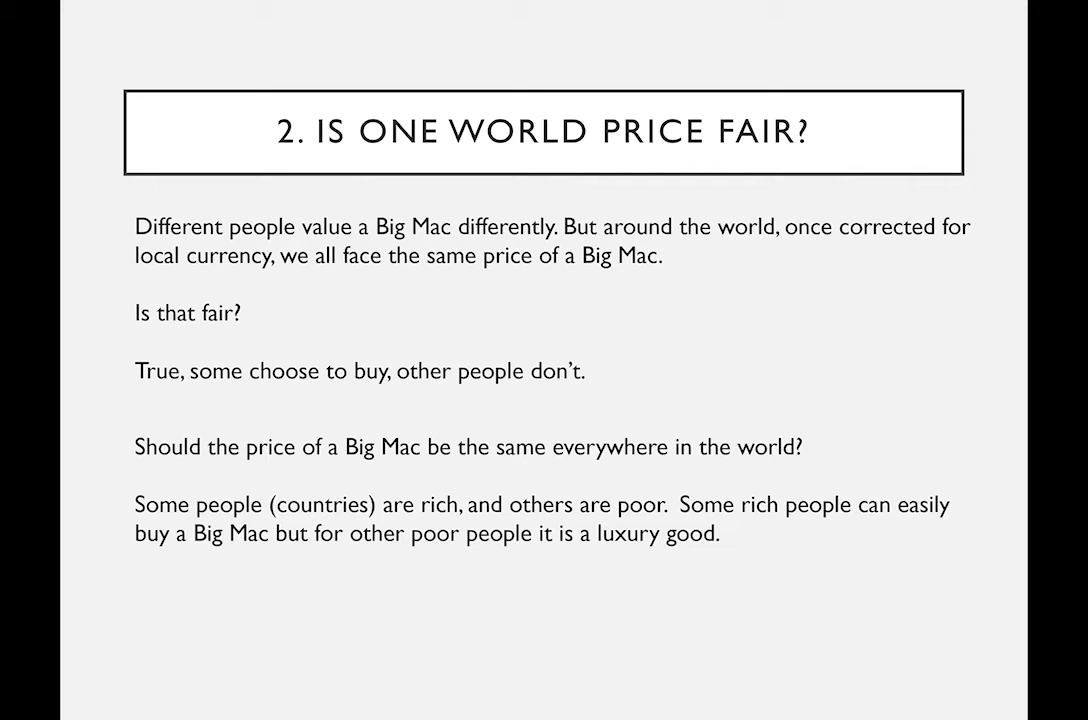 2. IS ONE WORLD PRICE FAIR?
Different people value a Big Mac differently. But around the world, once corrected for
local currency, we all face the same price of a Big Mac.
Is that fair?
True, some choose to buy, other people don't.
Should the price of a Big Mac be the same everywhere in the world?
Some people (countries) are rich, and others are poor.  Some rich people can easily
buy a Big Mac but for other poor people it is a luxury good.